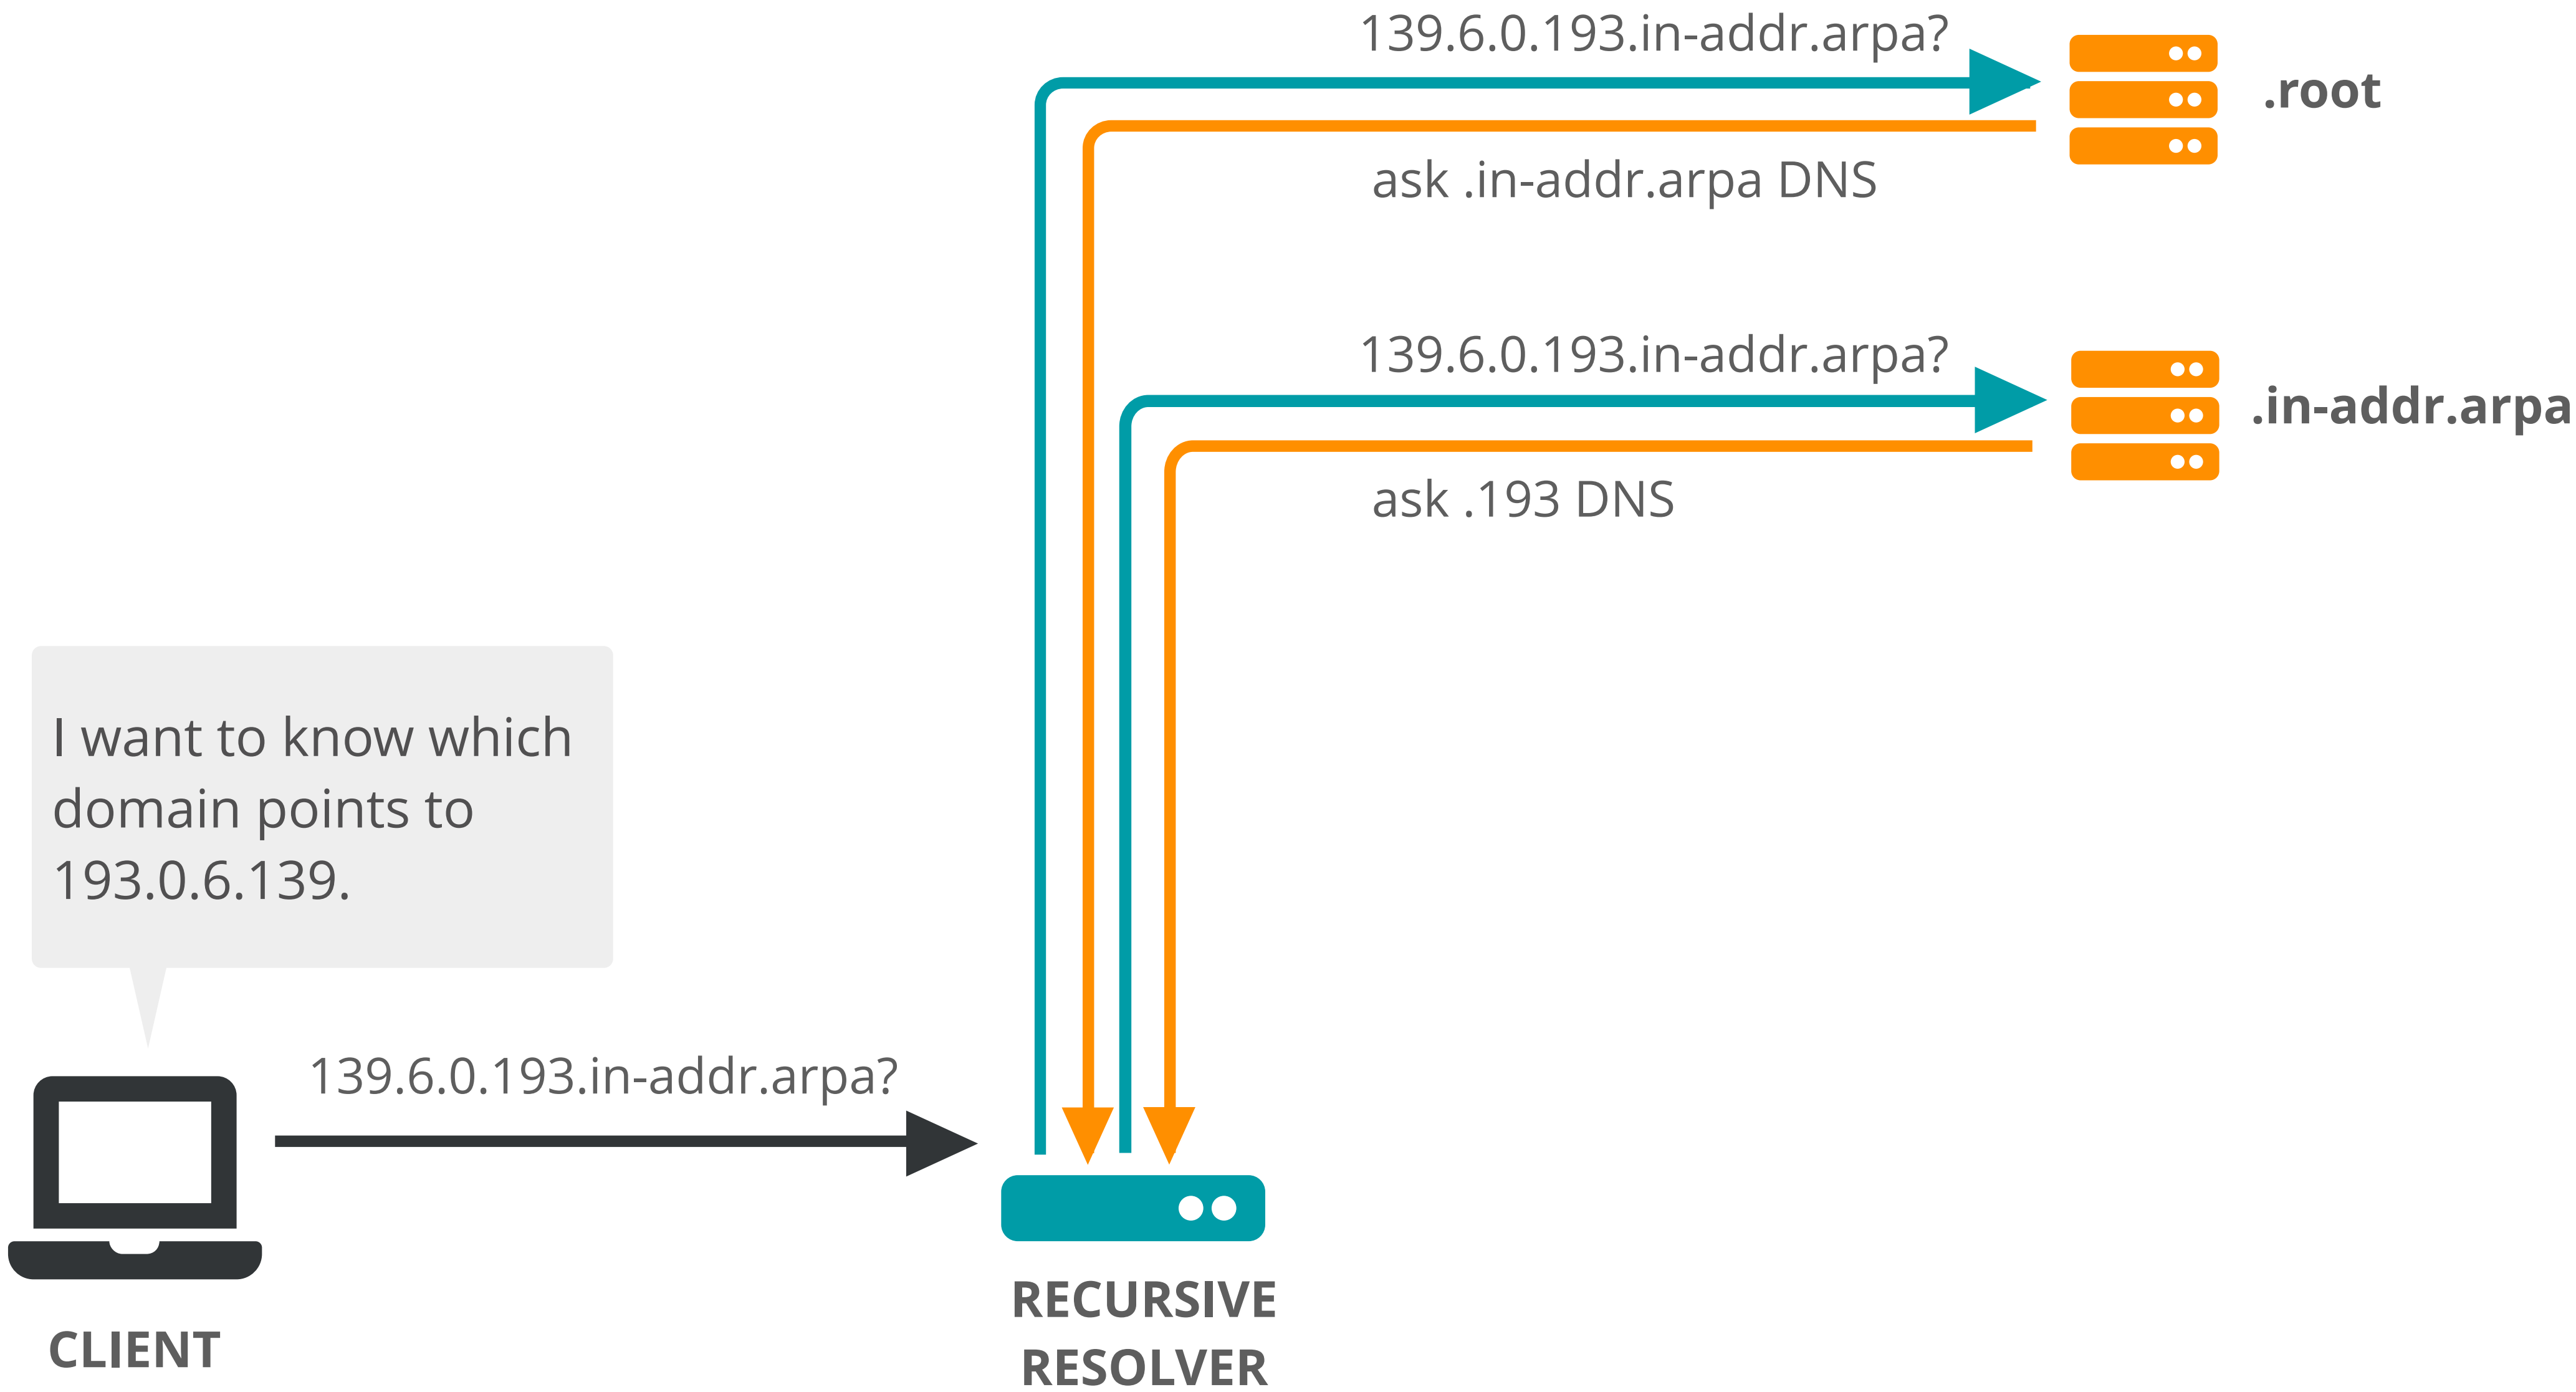 139.6.0.193.in-addr.arpa?
.root
ask .in-addr.arpa DNS
139.6.0.193.in-addr.arpa?
.in-addr.arpa
ask .193 DNS
I want to know which
domain points to
193.0.6.139.
139.6.0.193.in-addr.arpa?
CLIENT
RECURSIVE
RESOLVER